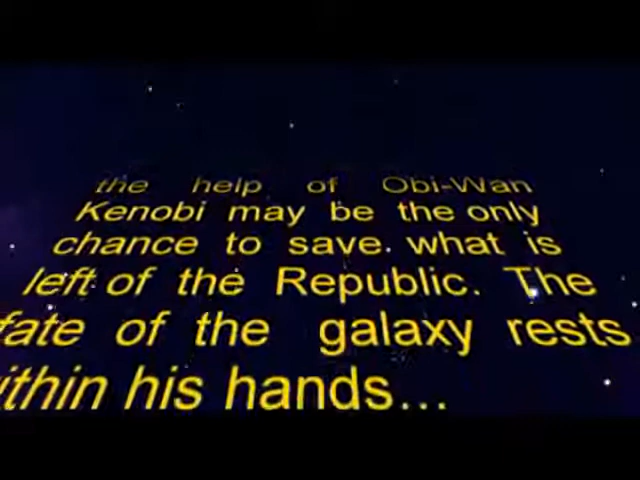 the help of Obi-Wan
Kenobi may be the only
chance to save what is
left of the Republic. The
fate of the galaxy rests
within his hands...